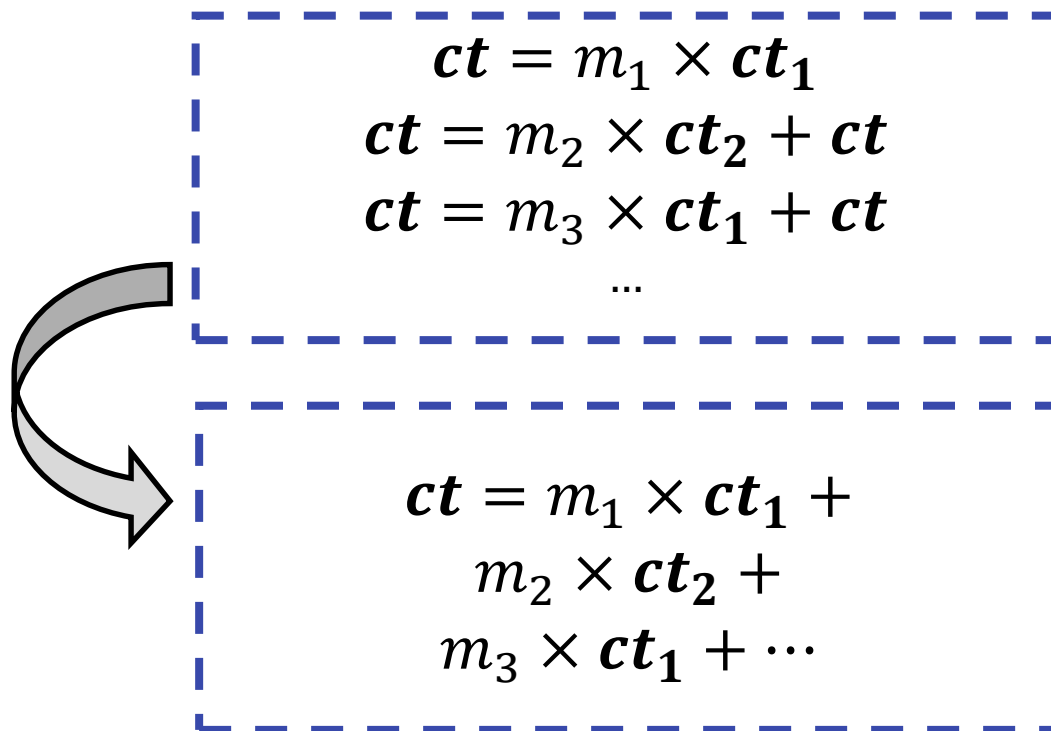 ct = m₁ × ct₁
ct = m₂ × ct₂ + ct
ct = m₃ × ct₁ + ct
...
ct = m₁ × ct₁ +
m₂ × ct₂ +
m₃ × ct₁ + ⋯